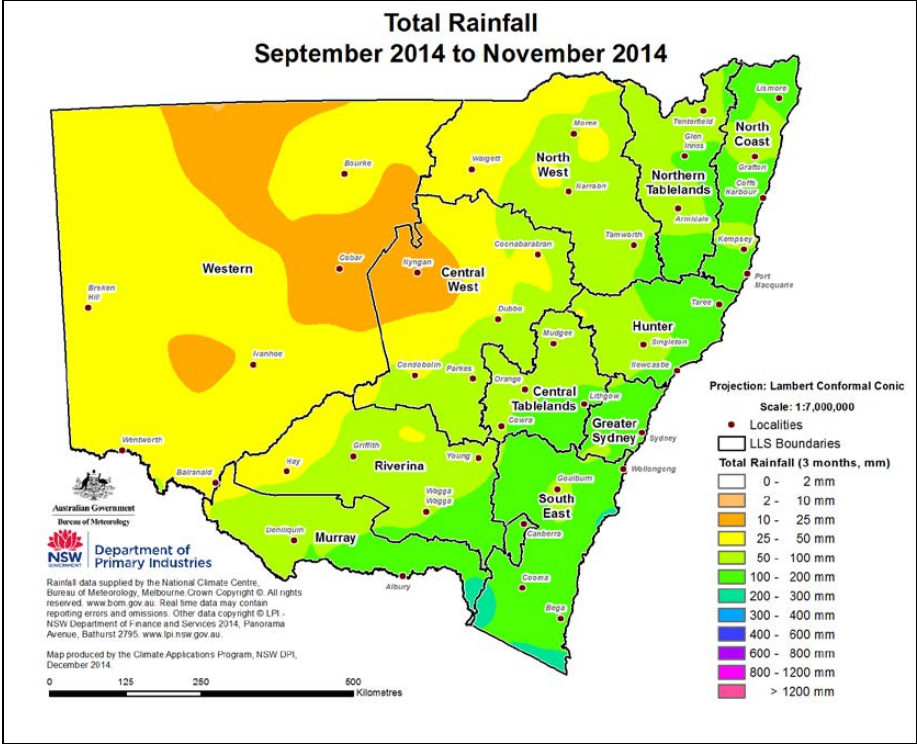 Total Rainfall
September 2014 to November 2014
Lismore
Tenterfield
North
Coast
Moree
Glen
Innes
Grafton
Bourke
Walgett
North
West
Northern
Tablelands
Coffs
Harbour
Narrabri
Armidale
Coonabarabran
Tamworth
Kempsey
Cobar
Nyngan
Western
Central
West
Port
Macquarie
Broken
Hill
Taree
Dubbo
Hunter
Mudgee
Singleton
Ivanhoe
Newcastle
Condobolin
Parkes
Orange
Central
Tablelands
Lithgow
Projection: Lambert Conformal Conic
Scale: 1:7,000,000
Localities
LLS Boundaries
Total Rainfall (3 months, mm)
0 - 2 mm
2 - 10 mm
10 - 25 mm
25 - 50 mm
50 - 100 mm
100 - 200 mm
200 - 300 mm
300 - 400 mm
400 - 600 mm
600 - 800 mm
800 - 1200 mm
> 1200 mm
Cowra
Greater
Sydney
Sydney
Wentworth
Griffith
Hay
Riverina
Young
Wollongong
Balranald
Goulburn
Wagga
Wagga
South
East
Deniliquin
Murray
Canberra
Albury
Cooma
Bega
Australian Government
Bureau of Meteorology
NSW
GOVERNMENT
Department of
Primary Industries
Rainfall data supplied by the National Climate Centre,
Bureau of Meteorology, Melbourne.Crown Copyright ©. All rights
reserved. www.bom.gov.au. Real time data may contain
reporting errors and omissions. Other data copyright © LPI -
NSW Department of Finance and Services 2014, Panorama
Avenue, Bathurst 2795. www.lpi.nsw.gov.au.
Map produced by the Climate Applications Program, NSW DPI,
December 2014.
0 125 250 500
Kilometres